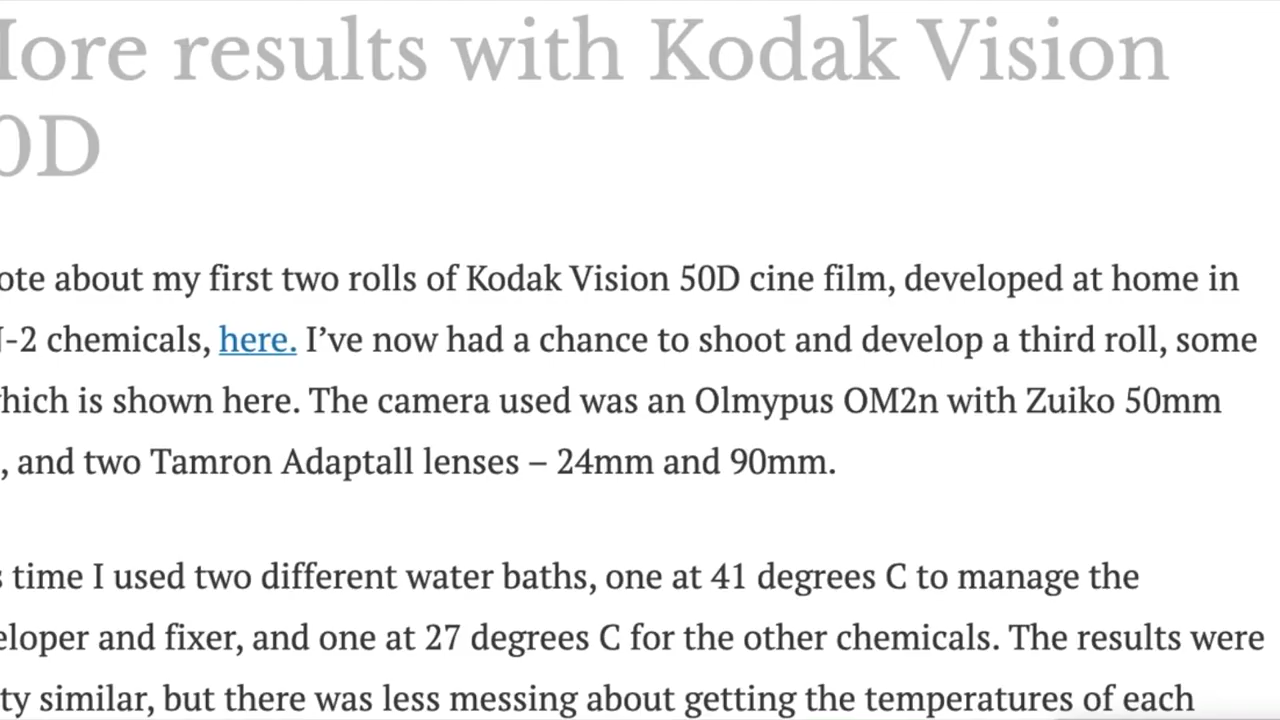 More results with Kodak Vision
0D
ote about my first two rolls of Kodak Vision 50D cine film, developed at home in
-2 chemicals, here. I’ve now had a chance to shoot and develop a third roll, some
hich is shown here. The camera used was an Olmypus OM2n with Zuiko 50mm
, and two Tamron Adaptall lenses – 24mm and 90mm.
s time I used two different water baths, one at 41 degrees C to manage the
eloper and fixer, and one at 27 degrees C for the other chemicals. The results were
ty similar, but there was less messing about getting the temperatures of each